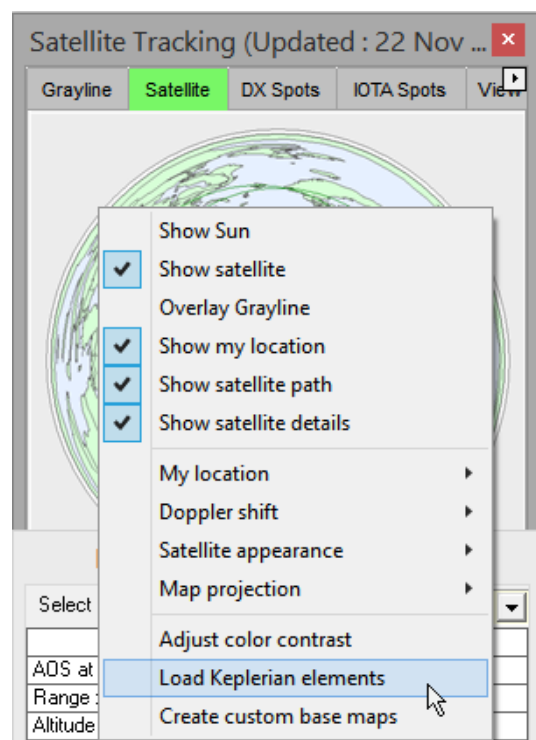 Satellite Tracking (Updated : 22 Nov ...
Grayline Satellite DX Spots IOTA Spots View
Show Sun
Show satellite
Overlay Grayline
Show my location
Show satellite path
Show satellite details
My location
Doppler shift
Satellite appearance
Map projection
Select
Adjust color contrast
AOS at
Load Keplerian elements
Range :
Create custom base maps
Altitude